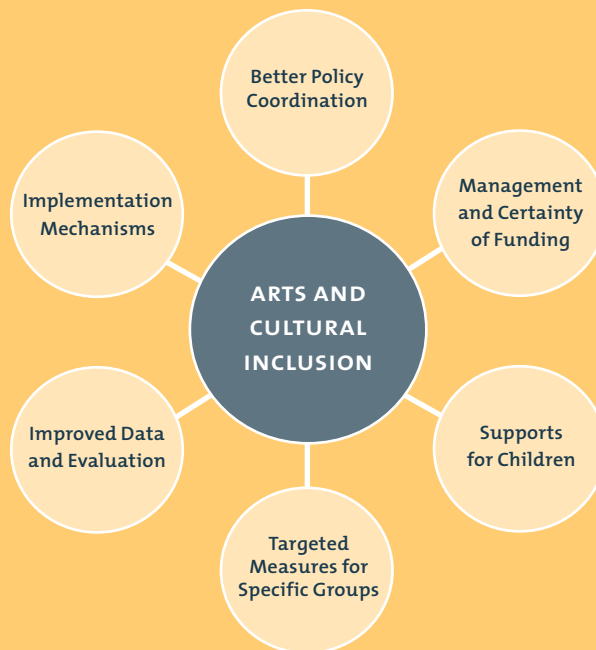 Better Policy
Coordination
Implementation
Mechanisms
Management
and Certainty
of Funding
ARTS AND
CULTURAL
INCLUSION
Improved Data
and Evaluation
Supports
for Children
Targeted
Measures for
Specific Groups